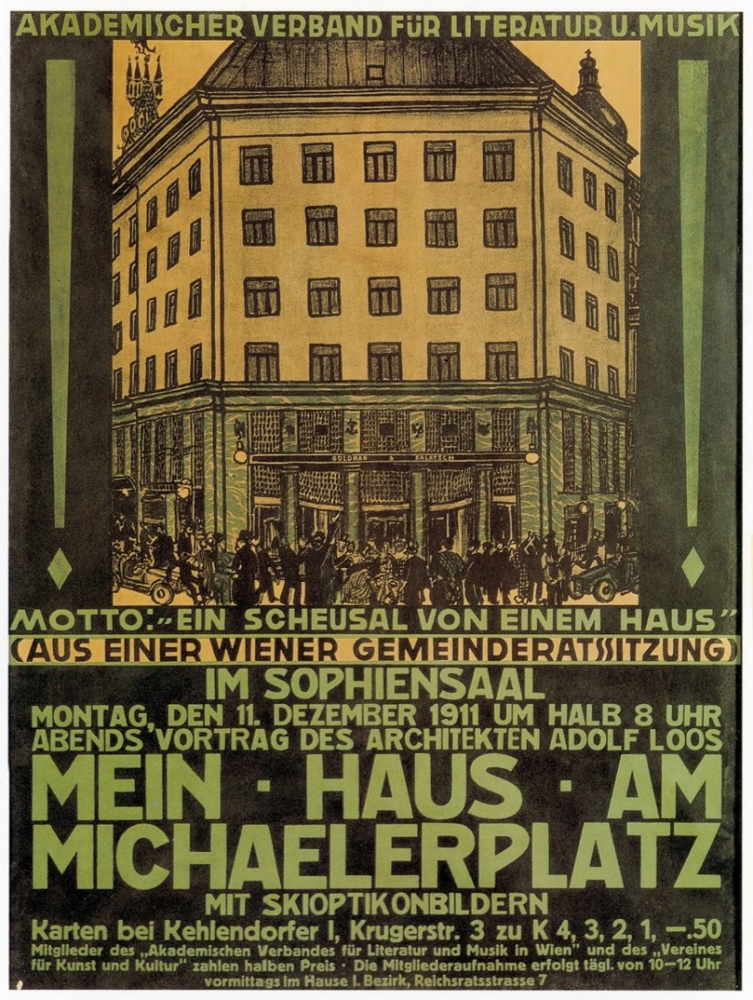 AKADEMISCHER VERBAND FÜR LITERATUR U. MUSIK
GOLDMAN & SALATSCH
MOTTO: „EIN SCHEUSAL VON EINEM HAUS"
(AUS EINER WIENER GEMEINDERATSSITZUNG)
IM SOPHIENSAAL
MONTAG, DEN 11. DEZEMBER 1911 UM HALB 8 UHR
ABENDS VORTRAG DES ARCHITEKTEN ADOLF LOOS
MEIN · HAUS · AM
MICHAELERPLATZ
MIT SKIOPTIKONBILDERN
Karten bei Kehlendorfer I, Krugerstr. 3 zu K 4, 3, 2, 1, —.50
Mitglieder des „Akademischen Verbandes für Literatur und Musik in Wien" und des „Vereines
für Kunst und Kultur" zahlen halben Preis · Die Mitgliederaufnahme erfolgt tägl. von 10—12 Uhr
vormittags im Hause I. Bezirk, Reichsratsstrasse 7